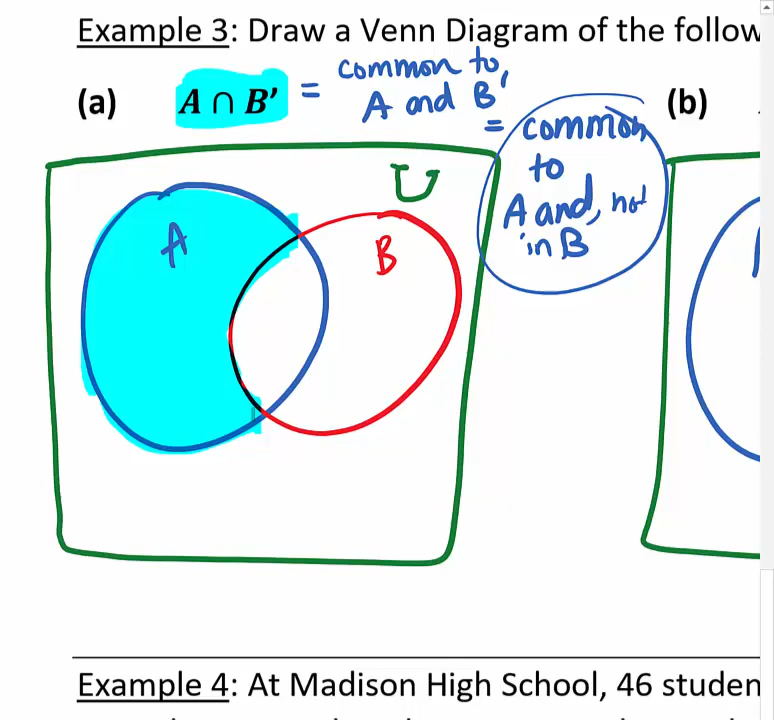 Example 3: Draw a Venn Diagram of the follow
(a) A ∩ B' = common to, A and B'
= common to A and, not in B
(b)
U
A
B
Example 4: At Madison High School, 46 studen